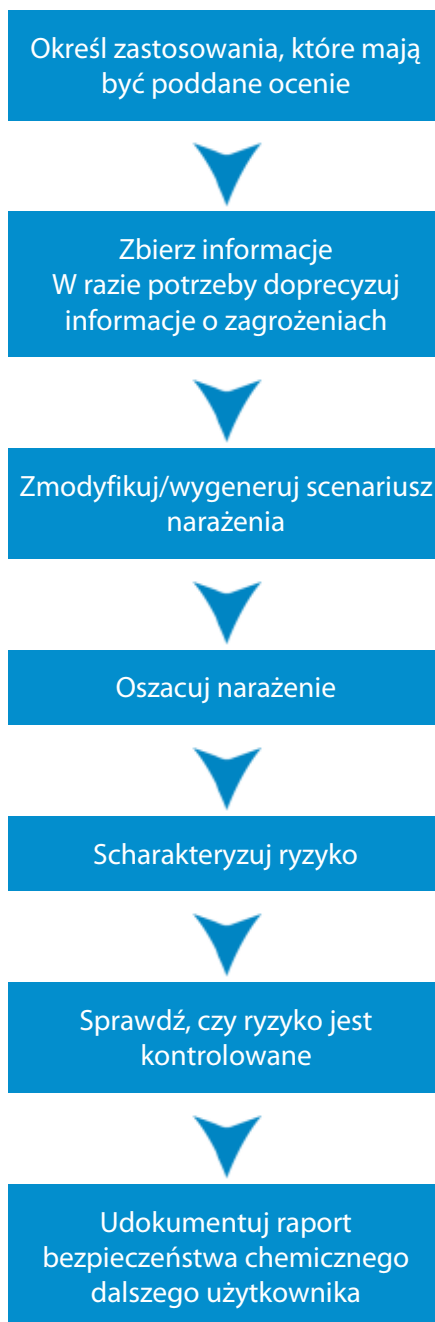 Określ zastosowania, które mają
być poddane ocenie
Zbierz informacje
W razie potrzeby doprecyzuj
informacje o zagrożeniach
Zmodyfikuj/wygeneruj scenariusz
narażenia
Oszacuj narażenie
Scharakteryzuj ryzyko
Sprawdź, czy ryzyko jest
kontrolowane
Udokumentuj raport
bezpieczeństwa chemicznego
dalszego użytkownika